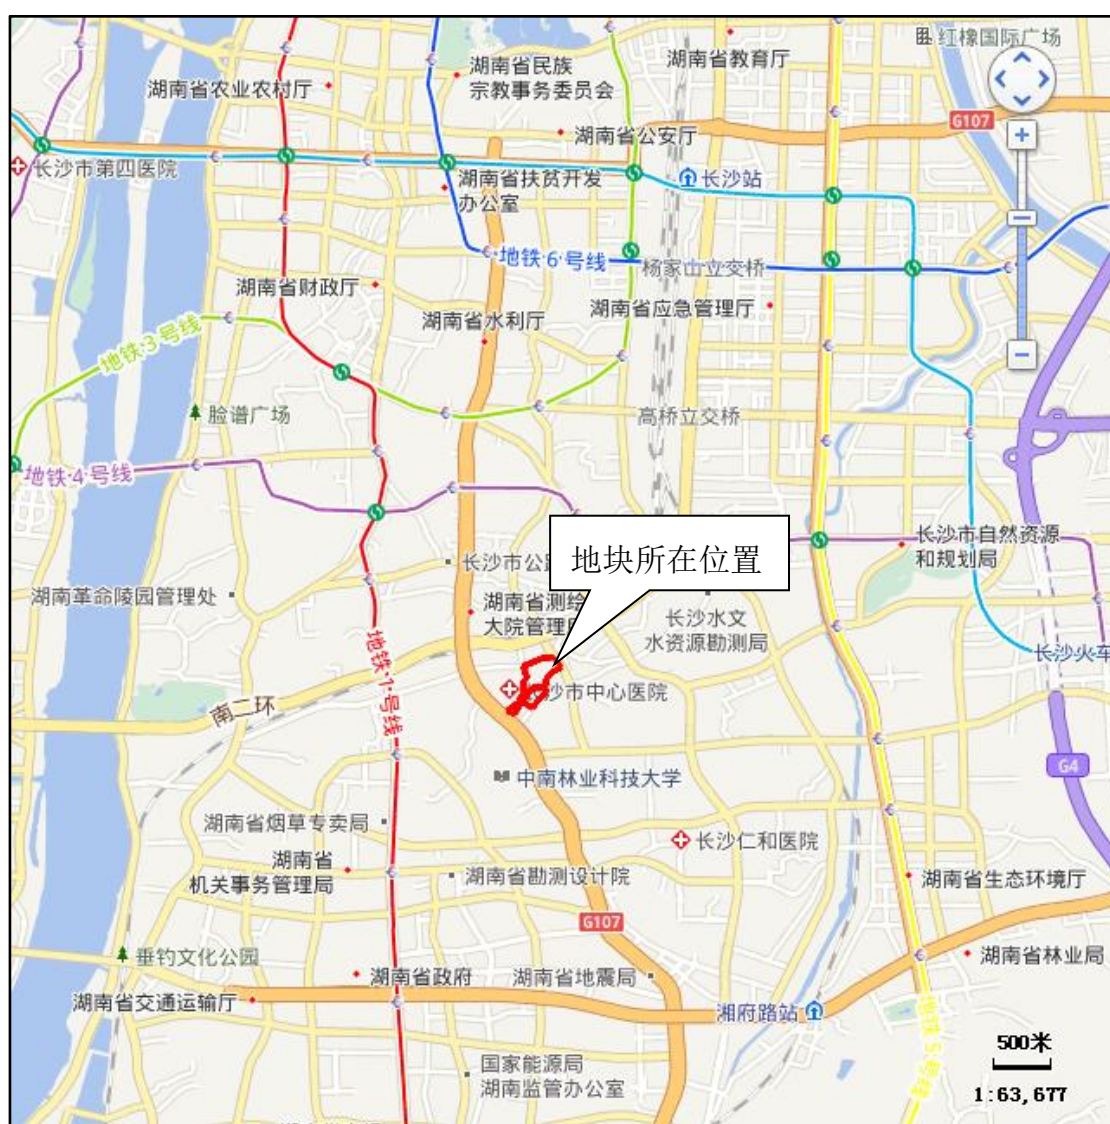 红橡国际广场
湖南省教育厅
湖南省民族
宗教事务委员会
湖南省农业农村厅
G107
湖南省公安厅
长沙市第四医院
湖南省扶贫开发
办公室
长沙站
地铁6号线
杨家山立交桥
湖南省财政厅
湖南省应急管理厅
湖南省水利厅
地铁3号线
脸谱广场
高桥立交桥
地铁4号线
长沙市自然资源
和规划局
地块所在位置
长沙市公
湖南革命陵园管理处
湖南省测绘
大院管理
长沙水文
水资源勘测局
地铁1号线
长沙火车
沙市中心医院
南二环
G4
中南林业科技大学
湖南省烟草专卖局
长沙仁和医院
湖南省
机关事务管理局
湖南省勘测设计院
湖南省生态环境厅
G107
垂钓文化公园
湖南省林业局
湖南省政府
湖南省地震局
湖南省交通运输厅
湘府路站
地铁5号线
500米
国家能源局
湖南监管办公室
1:63,677